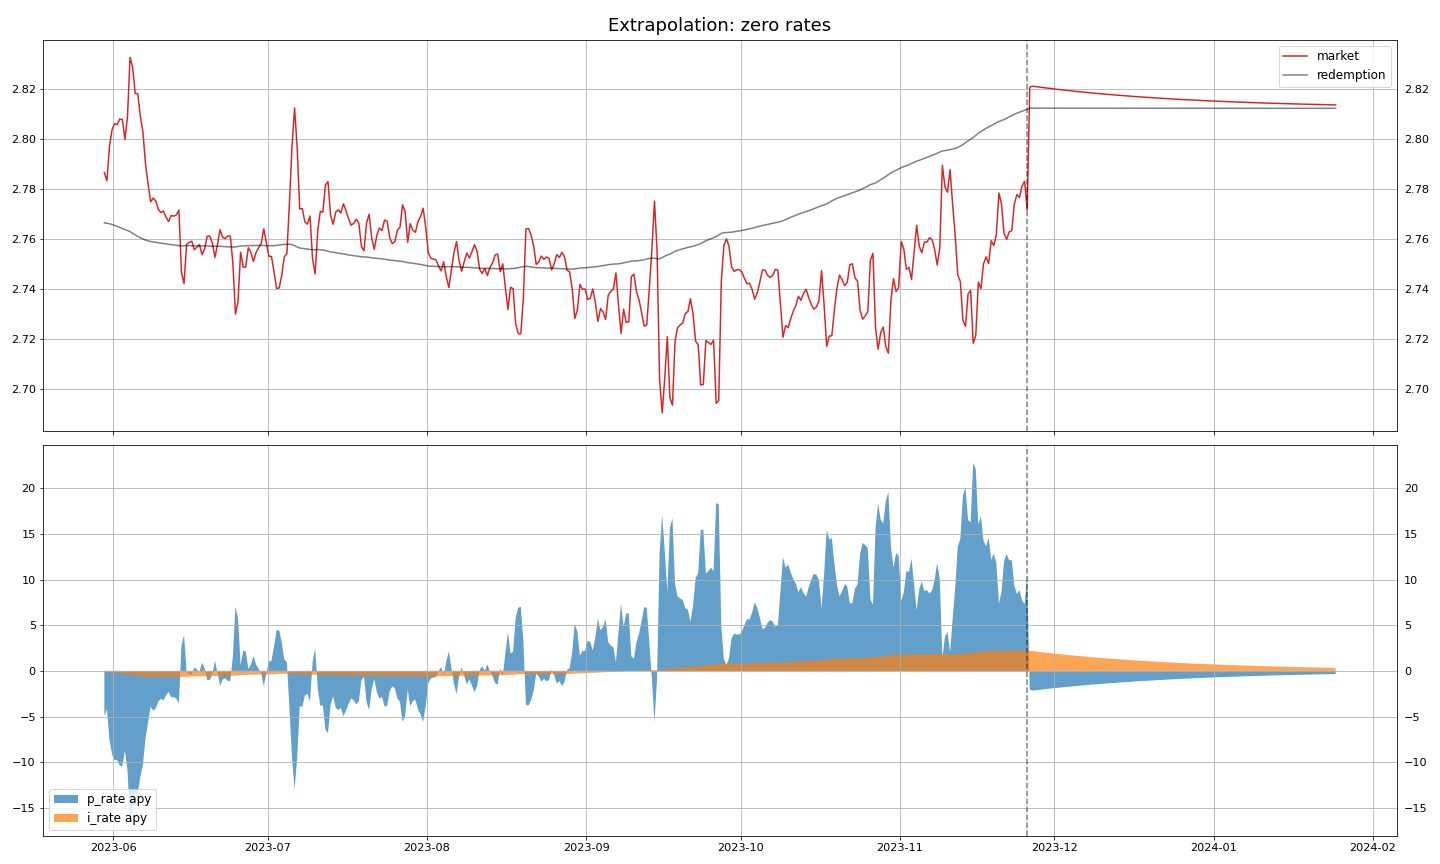 Extrapolation: zero rates
market
redemption
2.82 2.82
2.80 2.80
2.78 2.78
2.76 2.76
2.74 2.74
2.72 2.72
2.70 2.70
20 20
15 15
10 10
5 5
0 0
−5 −5
−10 −10
−15 −15
p_rate apy
i_rate apy
2023-06 2023-07 2023-08 2023-09 2023-10 2023-11 2023-12 2024-01 2024-02